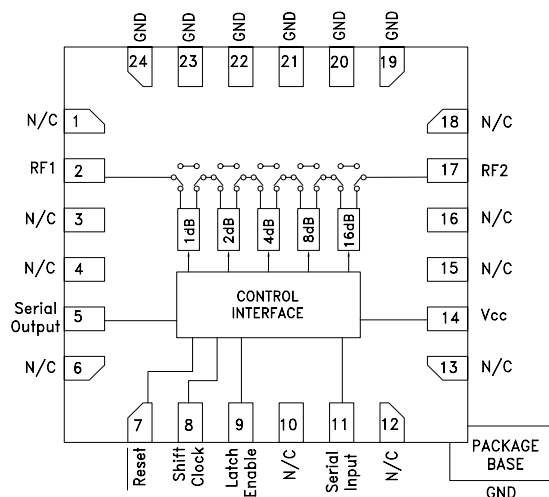 GND GND GND GND GND GND
24 23 22 21 20 19
N/C 1 18 N/C
RF1 2 17 RF2
N/C 3 16 N/C
1dB 2dB 4dB 8dB 16dB
N/C 4 15 N/C
CONTROL
INTERFACE
Serial
Output 5 14 Vcc
N/C 6 13 N/C
7 8 9 10 11 12
Reset
Shift
Clock
Latch
Enable
N/C
Serial
Input
N/C
PACKAGE
BASE
GND